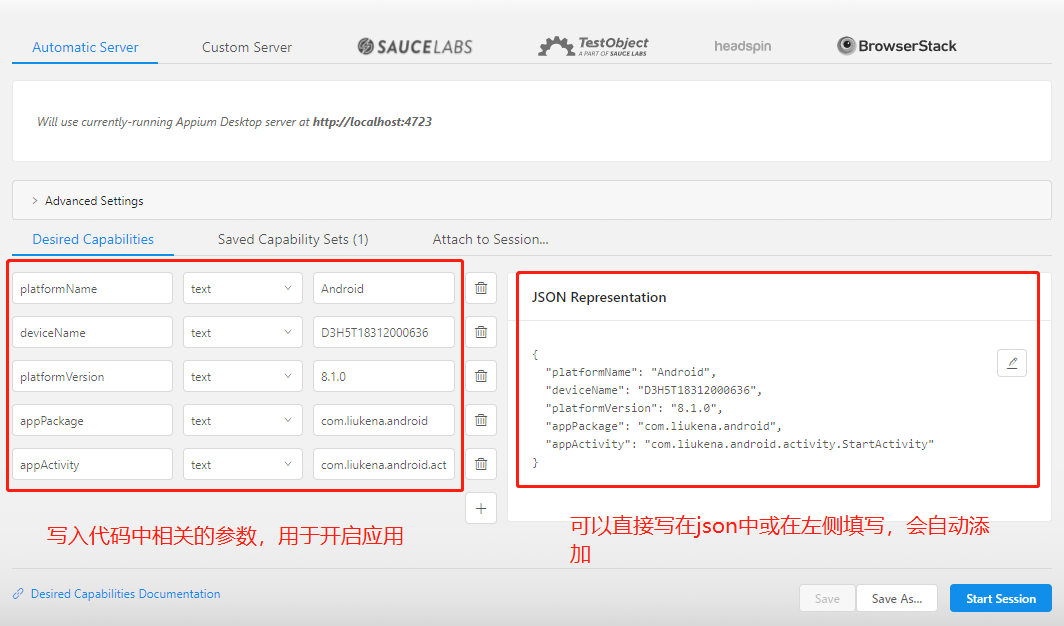 Automatic Server
Custom Server
SAUCELABS
TestObject
A PART OF SAUCE LABS
headspin
BrowserStack
Will use currently-running Appium Desktop server at http://localhost:4723
Advanced Settings
Desired Capabilities
Saved Capability Sets (1)
Attach to Session...
platformName
text
Android
deviceName
text
D3H5T18312000636
platformVersion
text
8.1.0
appPackage
text
com.liukena.android
appActivity
text
com.liukena.android.act
JSON Representation
{
"platformName": "Android",
"deviceName": "D3H5T18312000636",
"platformVersion": "8.1.0",
"appPackage": "com.liukena.android",
"appActivity": "com.liukena.android.activity.StartActivity"
}
写入代码中相关的参数，用于开启应用
可以直接写在json中或在左侧填写，会自动添
加
Desired Capabilities Documentation
Save
Save As...
Start Session